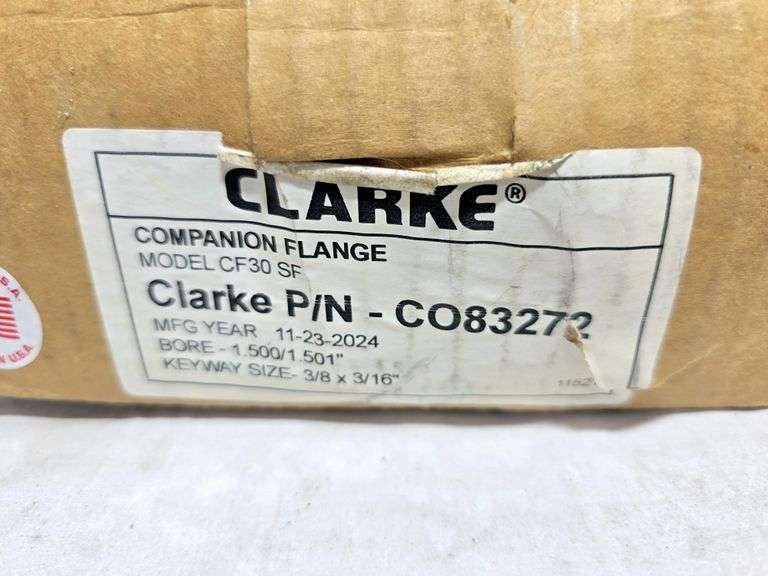 CLARKE®
COMPANION FLANGE
MODEL CF30 SF
Clarke P/N - CO83272
MFG YEAR 11-23-2024
BORE - 1.500/1.501"
KEYWAY SIZE- 3/8 x 3/16"
U.S.A.